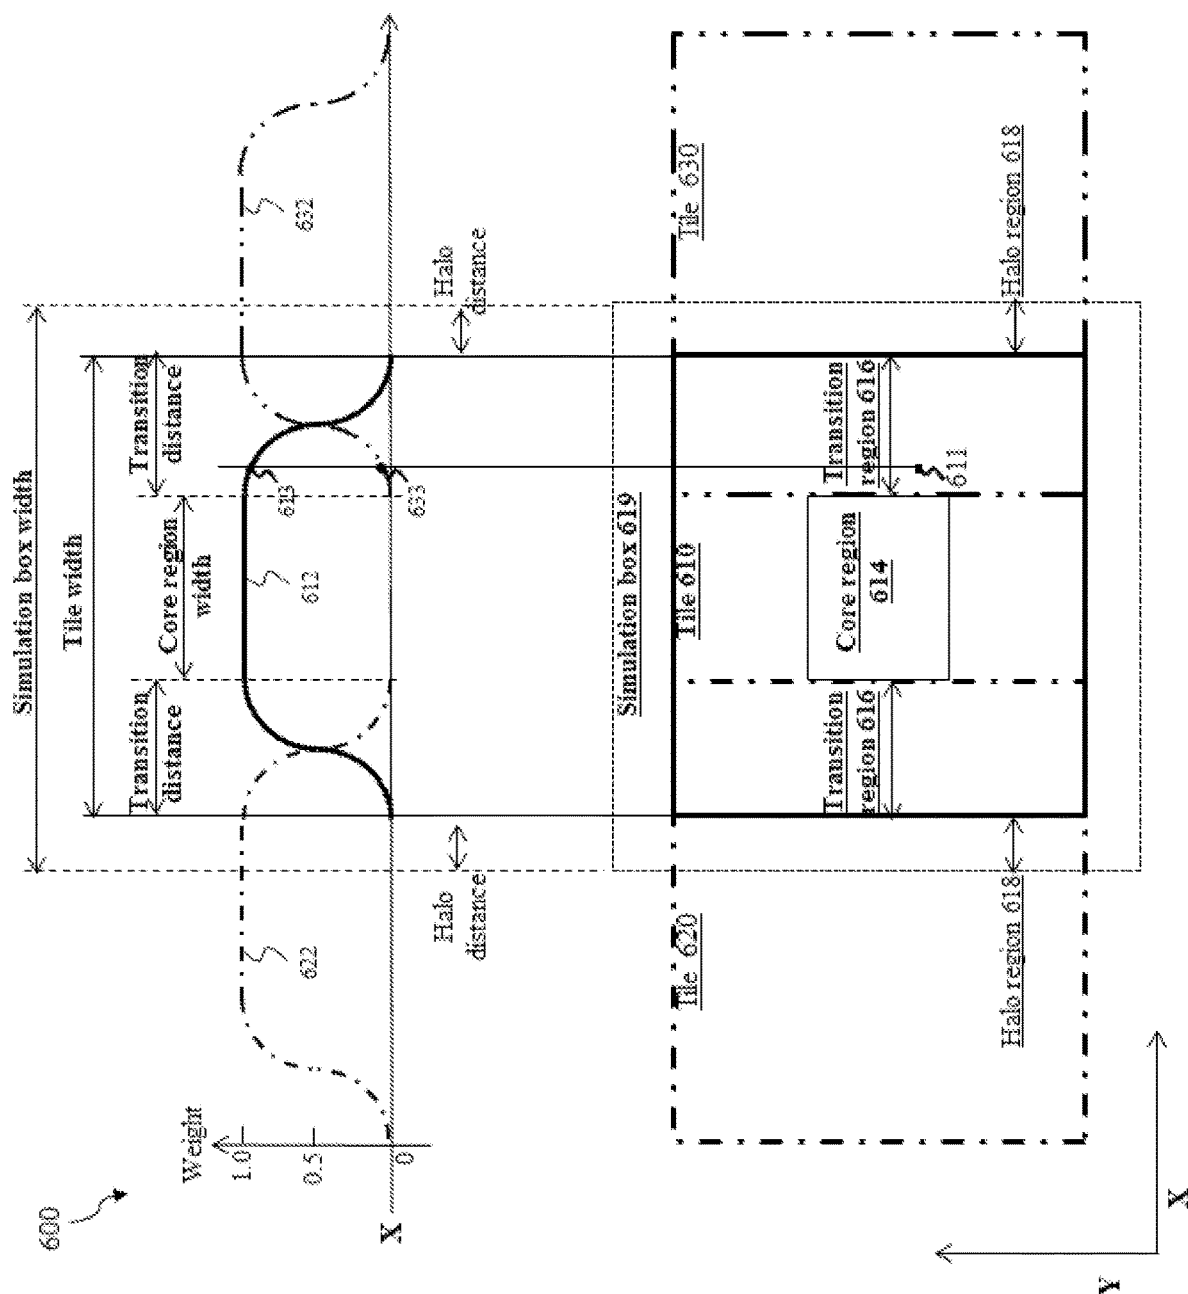 600
Simulation box width
Tile width
Transition
distance
Core region
width
Transition
distance
Weight
1.0
0.5
0
X
622
612
613
633
632
Halo
distance
Halo
distance
Simulation box 619
Tile 620
Tile 610
Tile 630
Transition
region 616
Core region
614
Transition
region 616
611
Halo region 618
Halo region 618
Y
X